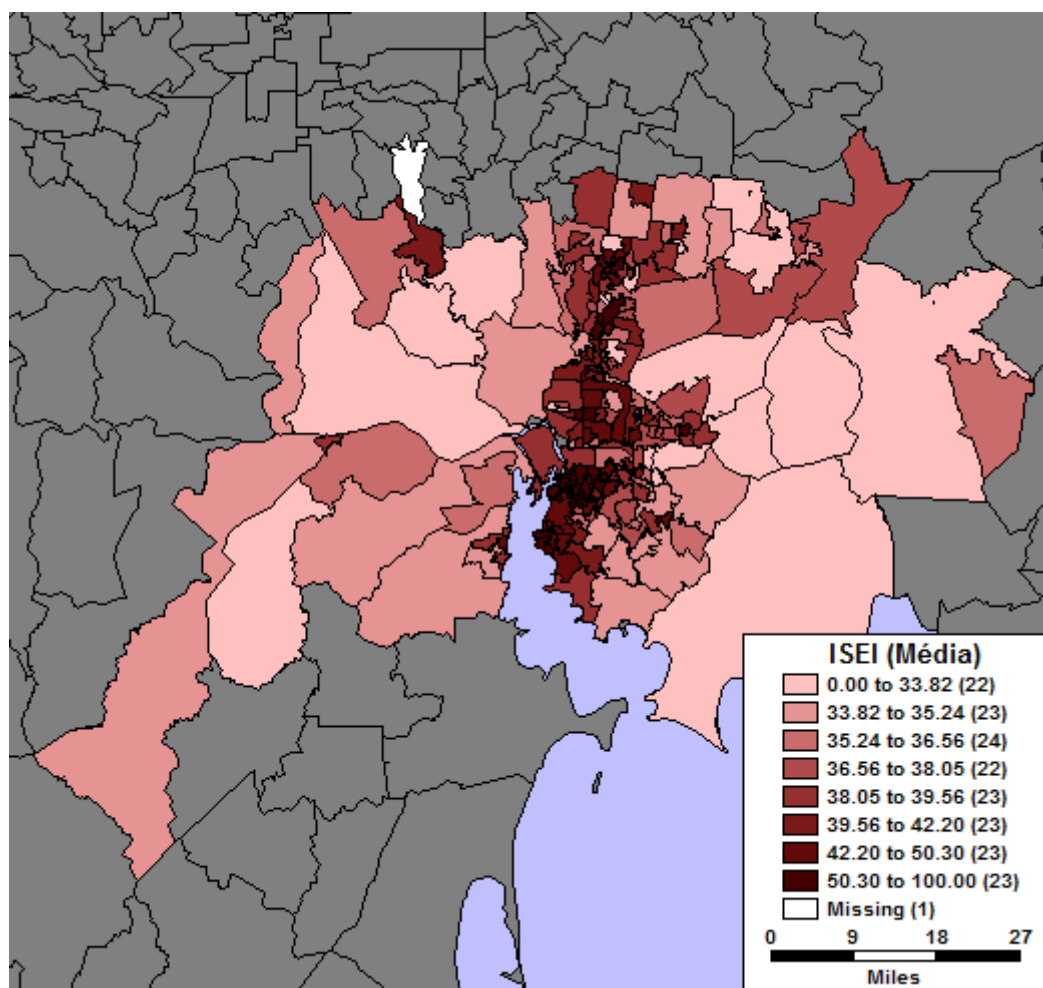 ISEI (Média)
0.00 to 33.82 (22)
33.82 to 35.24 (23)
35.24 to 36.56 (24)
36.56 to 38.05 (22)
38.05 to 39.56 (23)
39.56 to 42.20 (23)
42.20 to 50.30 (23)
50.30 to 100.00 (23)
Missing (1)
0 9 18 27
Miles